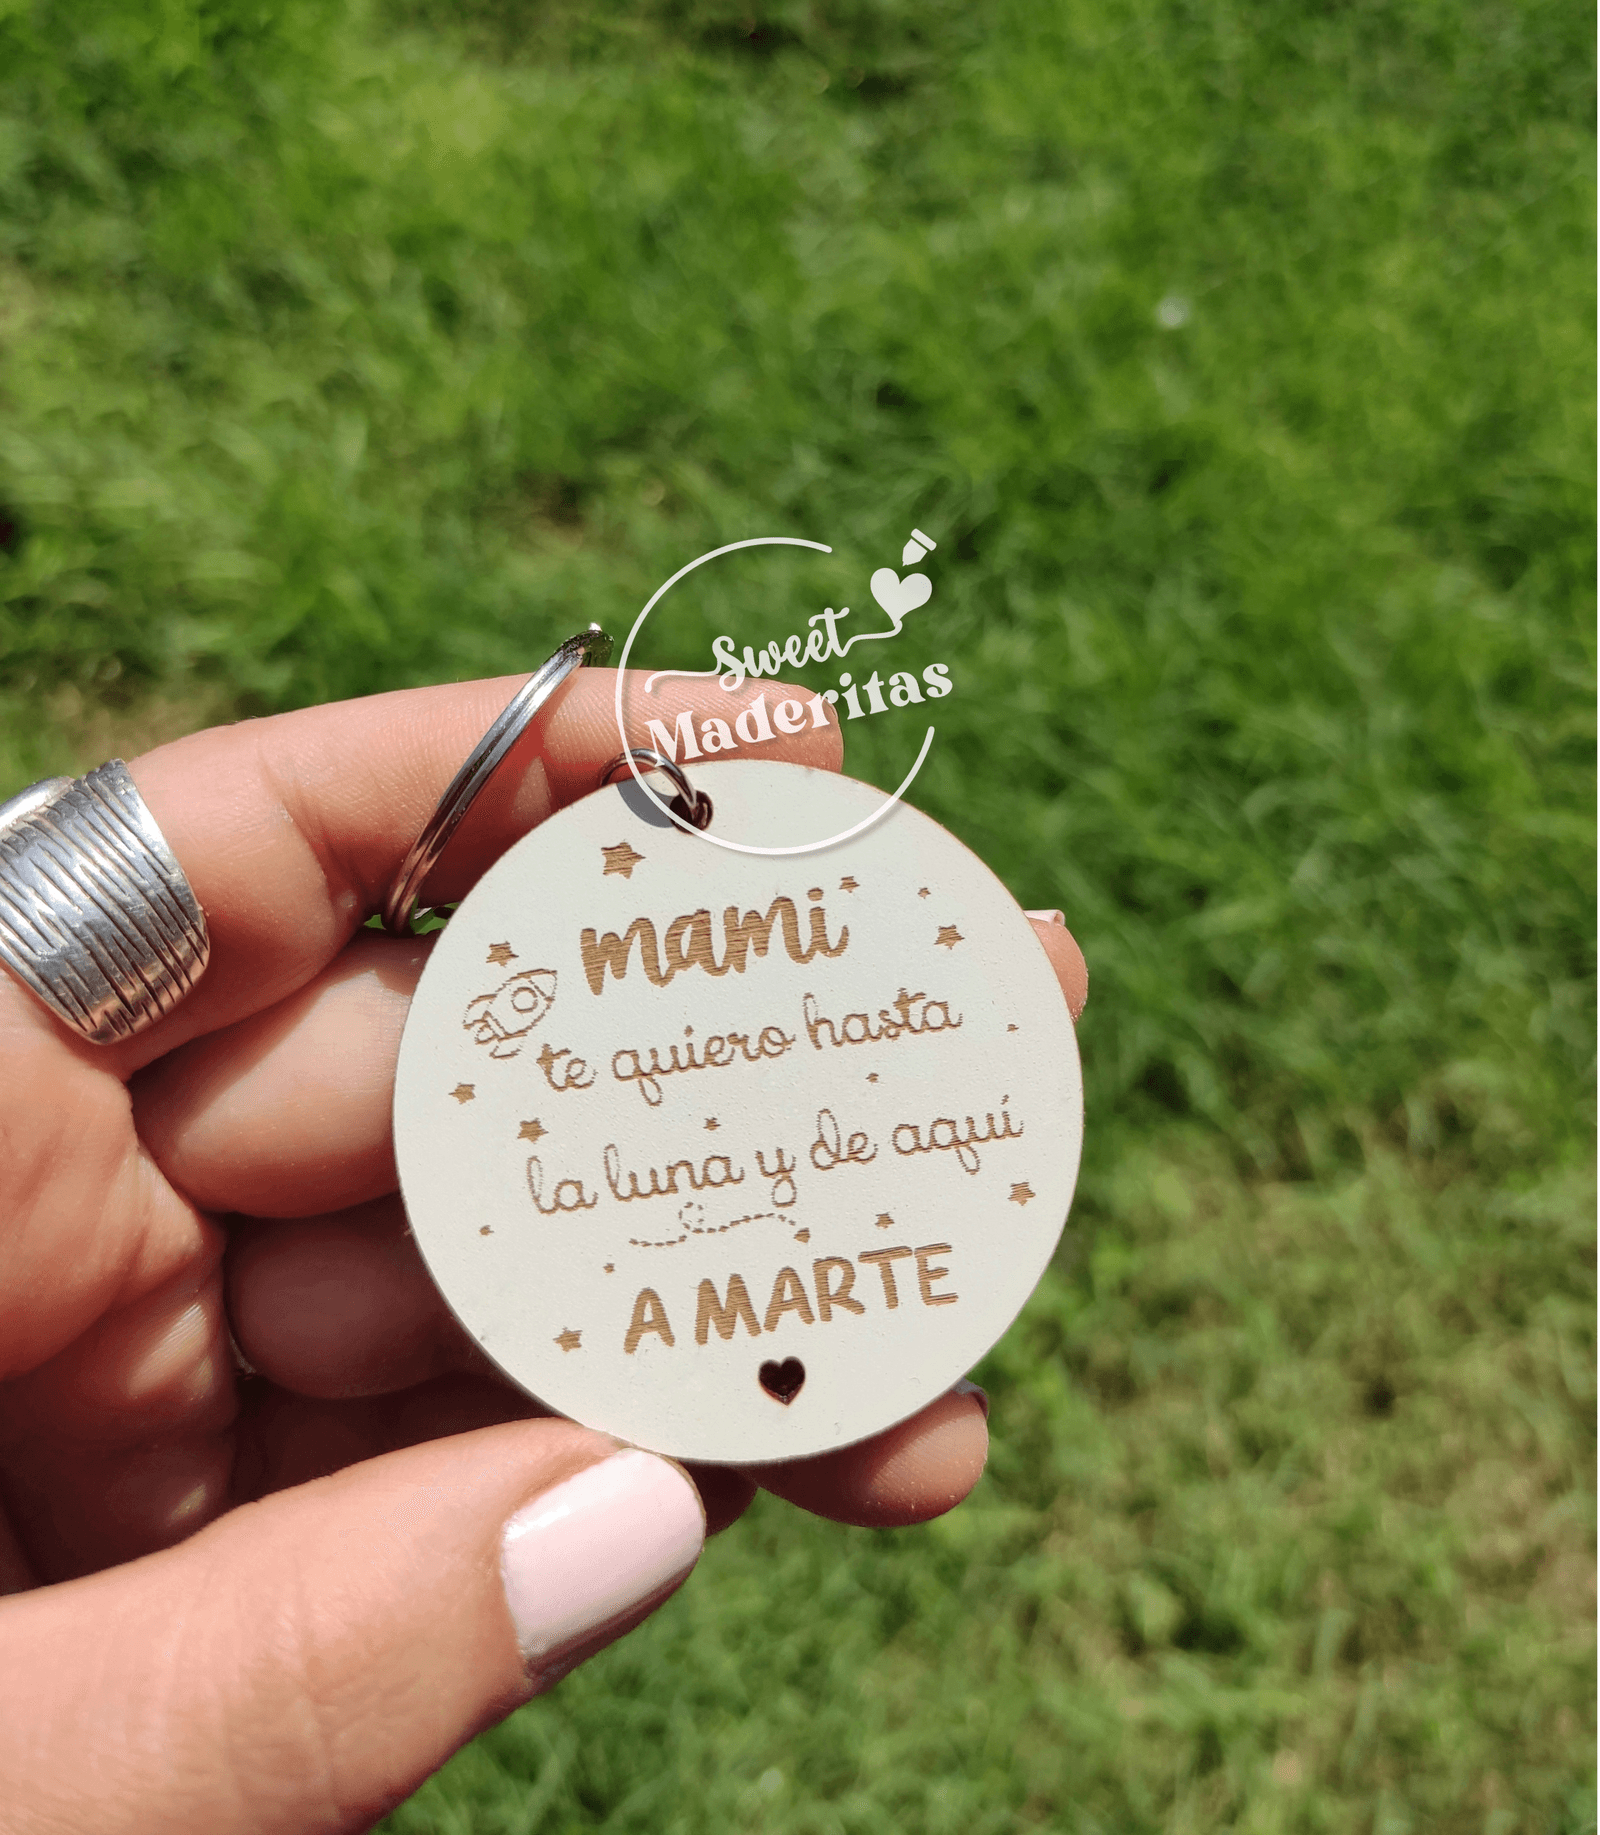 Sweet
Maderitas
mami
te quiero hasta
la luna y de aquí
A MARTE